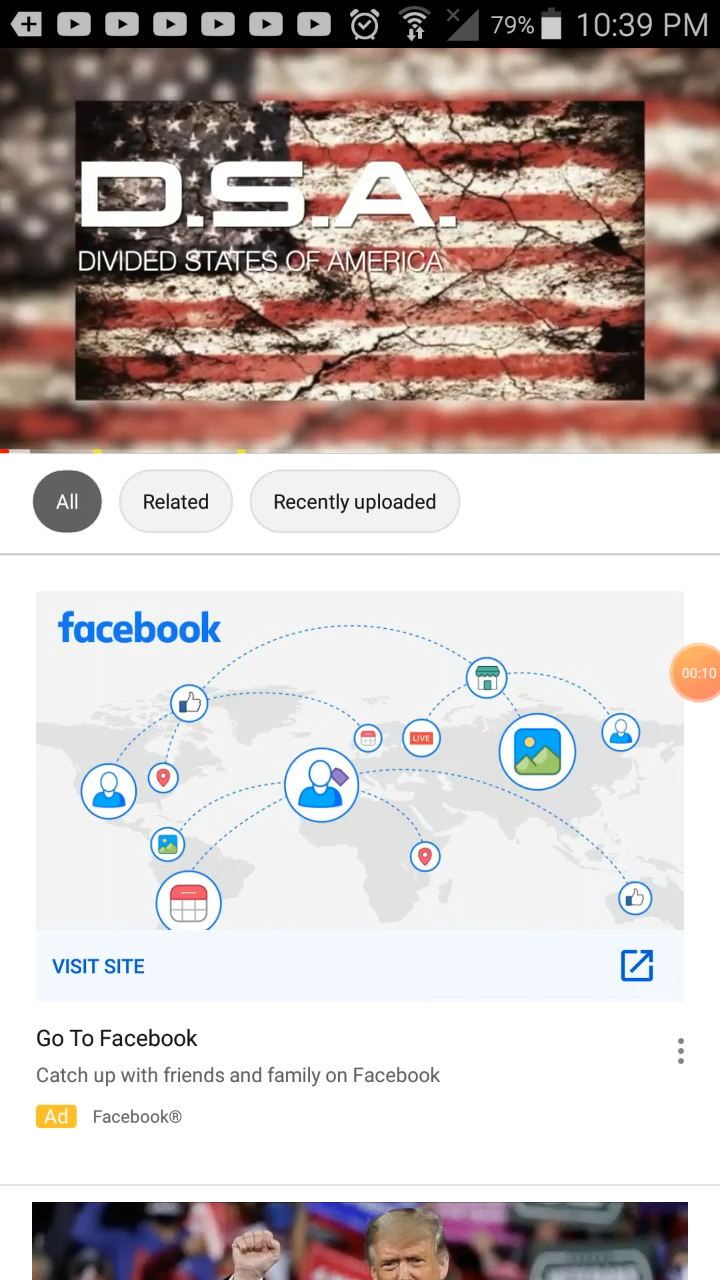 79% 10:39 PM
D.S.A.
DIVIDED STATES OF AMERICA
All Related Recently uploaded
facebook
00:10
LIVE
VISIT SITE
Go To Facebook
Catch up with friends and family on Facebook
Ad Facebook®